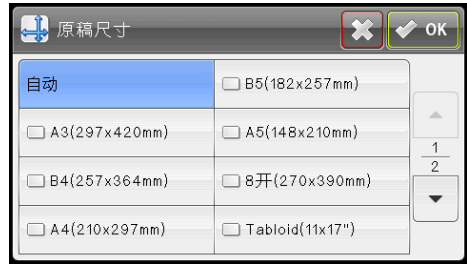 原稿尺寸
OK
自动
B5(182x257mm)
A3(297x420mm)
A5(148x210mm)
B4(257x364mm)
8开(270x390mm)
A4(210x297mm)
Tabloid(11x17")
1
2